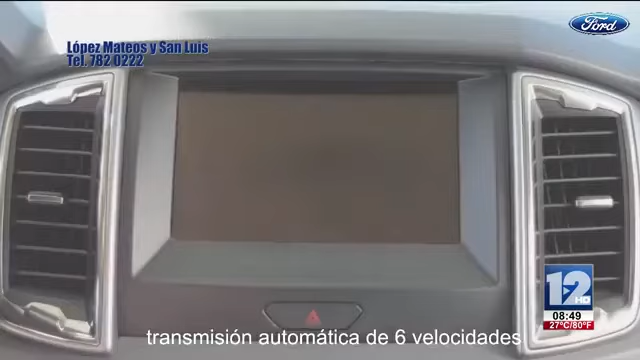 Ford
López Mateos y San Luis
Tel. 782 0222
12
HD
08:49
27°C/80°F
transmisión automática de 6 velocidades